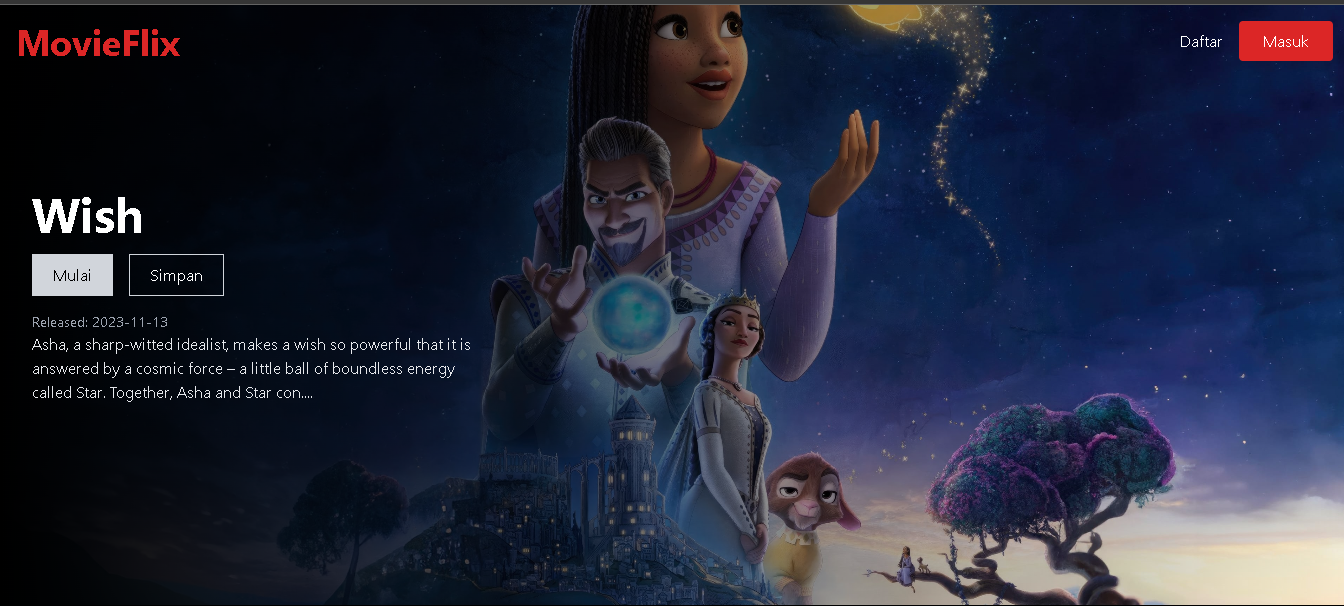 MovieFlix
Daftar
Masuk
Wish
Mulai
Simpan
Released: 2023-11-13
Asha, a sharp-witted idealist, makes a wish so powerful that it is
answered by a cosmic force – a little ball of boundless energy
called Star. Together, Asha and Star con....